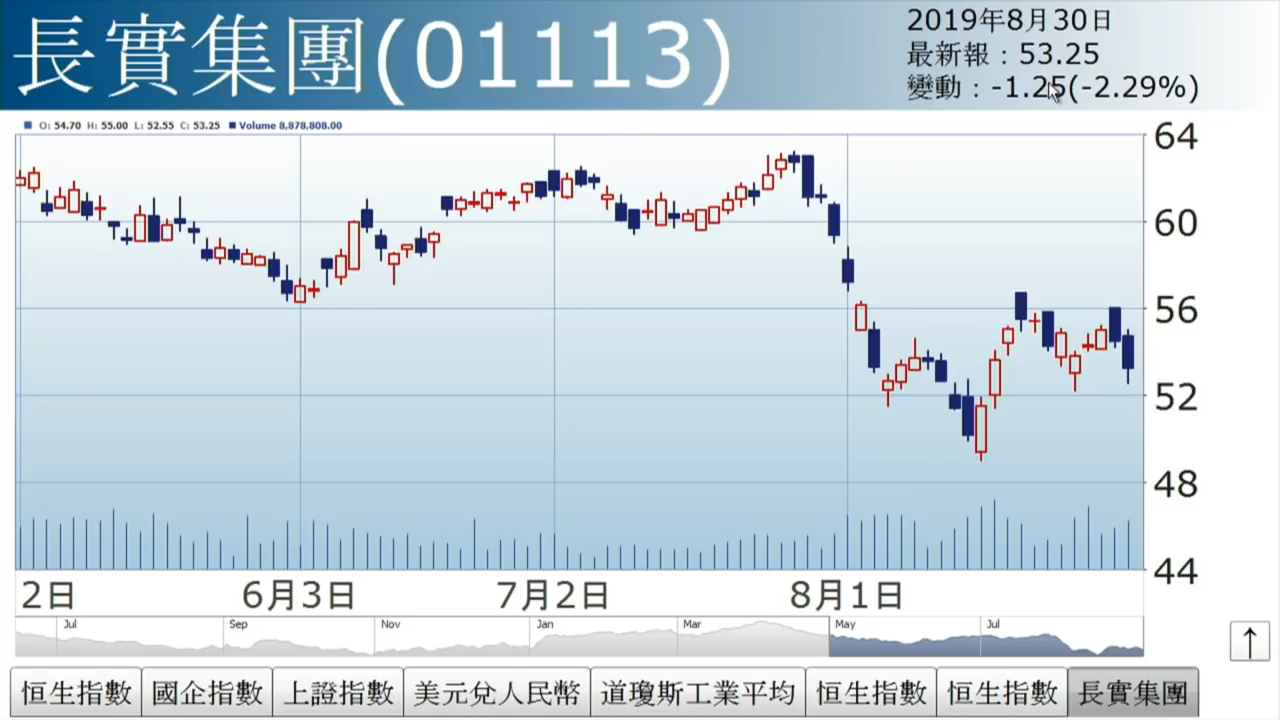 長實集團(01113)
2019年8月30日
最新報：53.25
變動：-1.25(-2.29%)
O: 54.70 H: 55.00 L: 52.55 C: 53.25 Volume 8,878,808.00
64
60
56
52
48
44
2日 6月3日 7月2日 8月1日
Jul Sep Nov Jan Mar May Jul
↑
恒生指數 國企指數 上證指數 美元兌人民幣 道瓊斯工業平均 恒生指數 恒生指數 長實集團